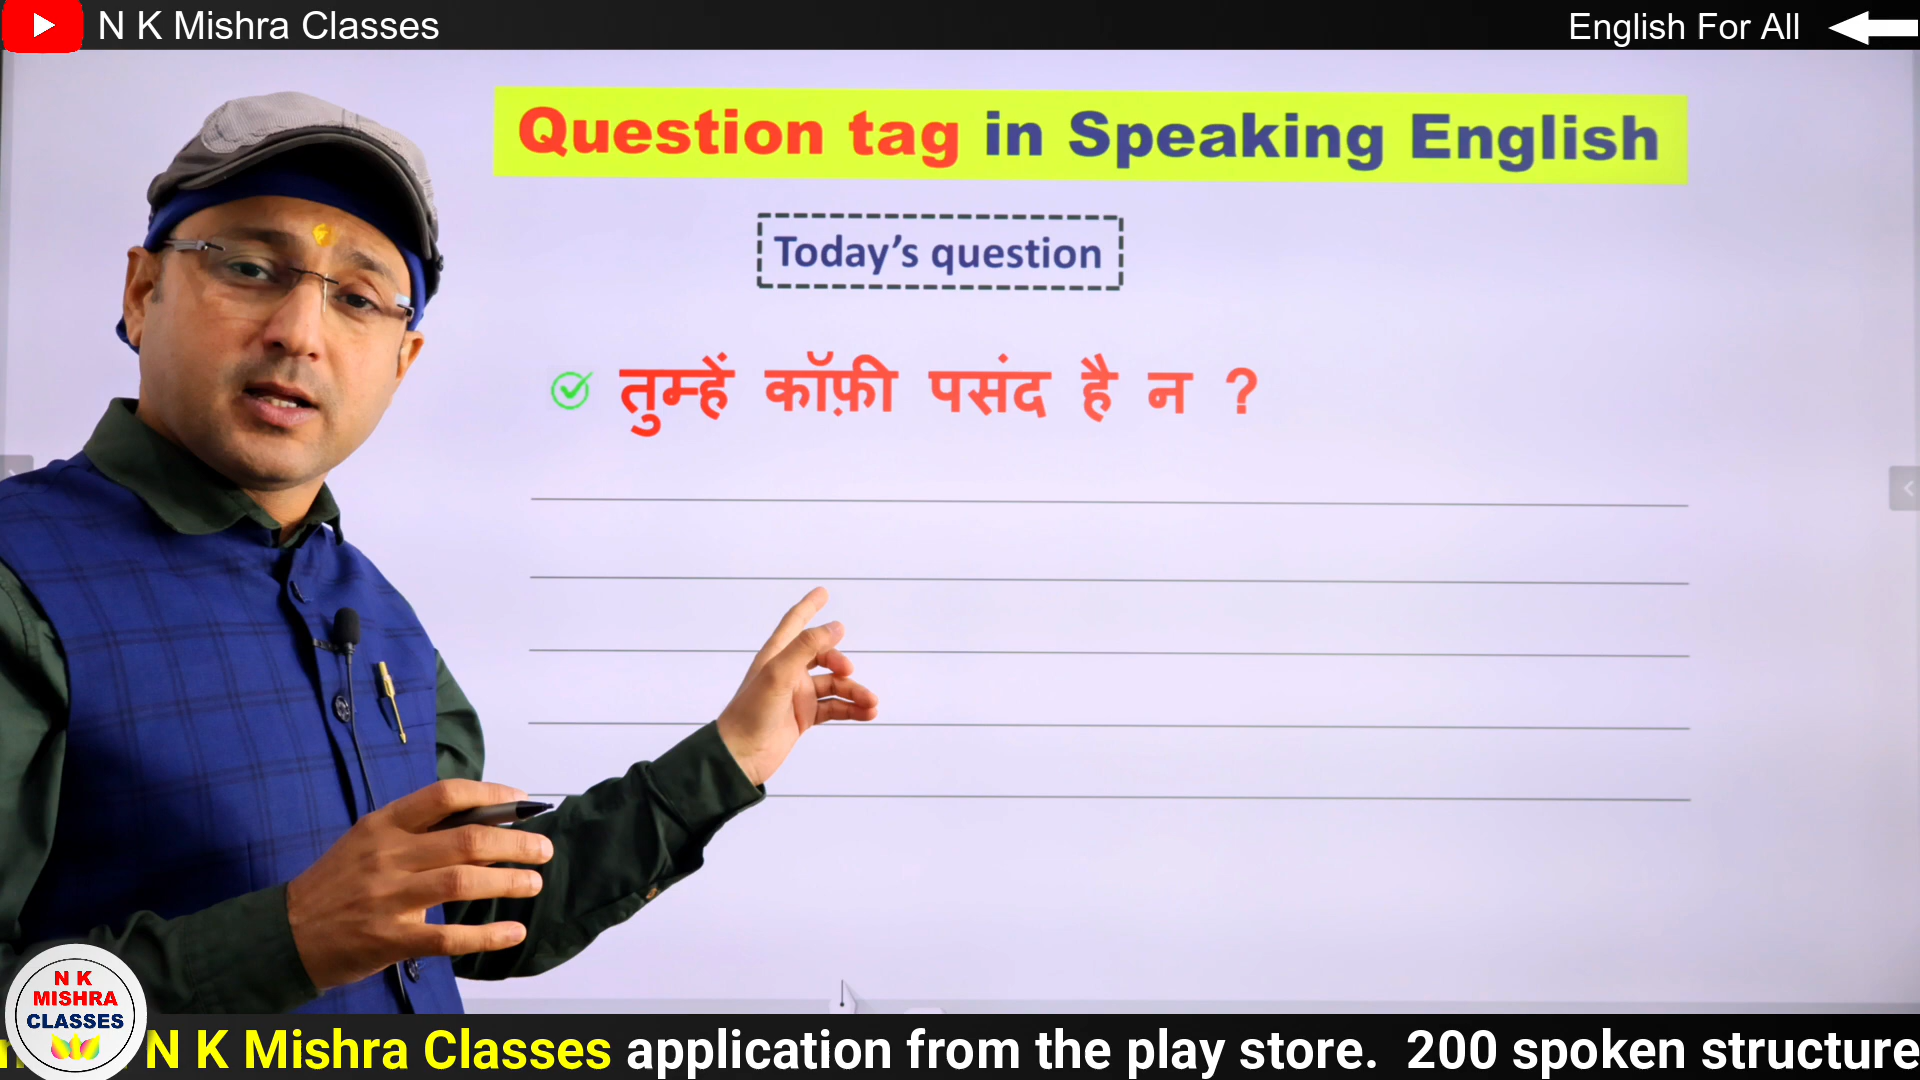 N K Mishra Classes
English For All
Question tag in Speaking English
Today's question
तुम्हें कॉफ़ी पसंद है न ?
N K
MISHRA
CLASSES
N K Mishra Classes application from the play store. 200 spoken structure